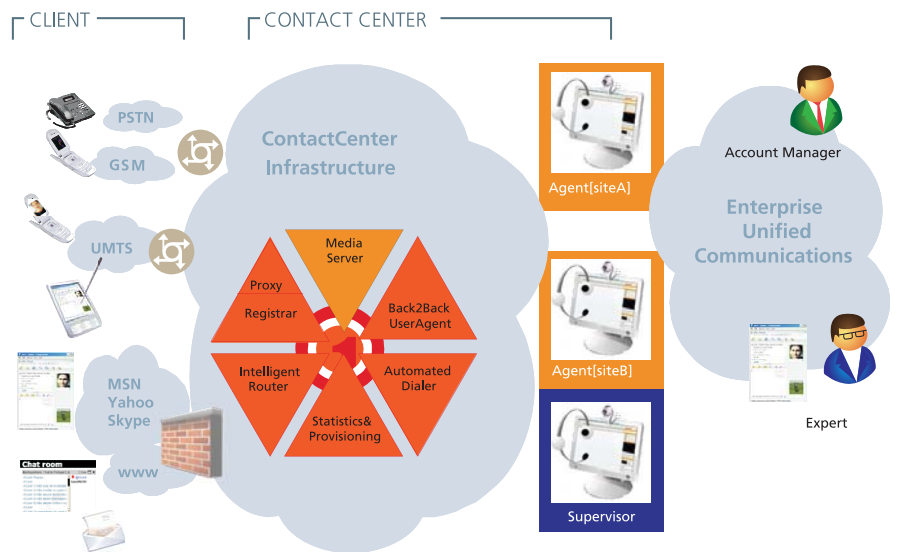 CLIENT
CONTACT CENTER
PSTN
GSM
UMTS
MSN
Yahoo
Skype
Chat room
www
ContactCenter
Infrastructure
Media
Server
Proxy
Registrar
Back2Back
UserAgent
Intelligent
Router
Automated
Dialer
Statistics&
Provisioning
Agent[siteA]
Agent[siteB]
Supervisor
Account Manager
Enterprise
Unified
Communications
Expert